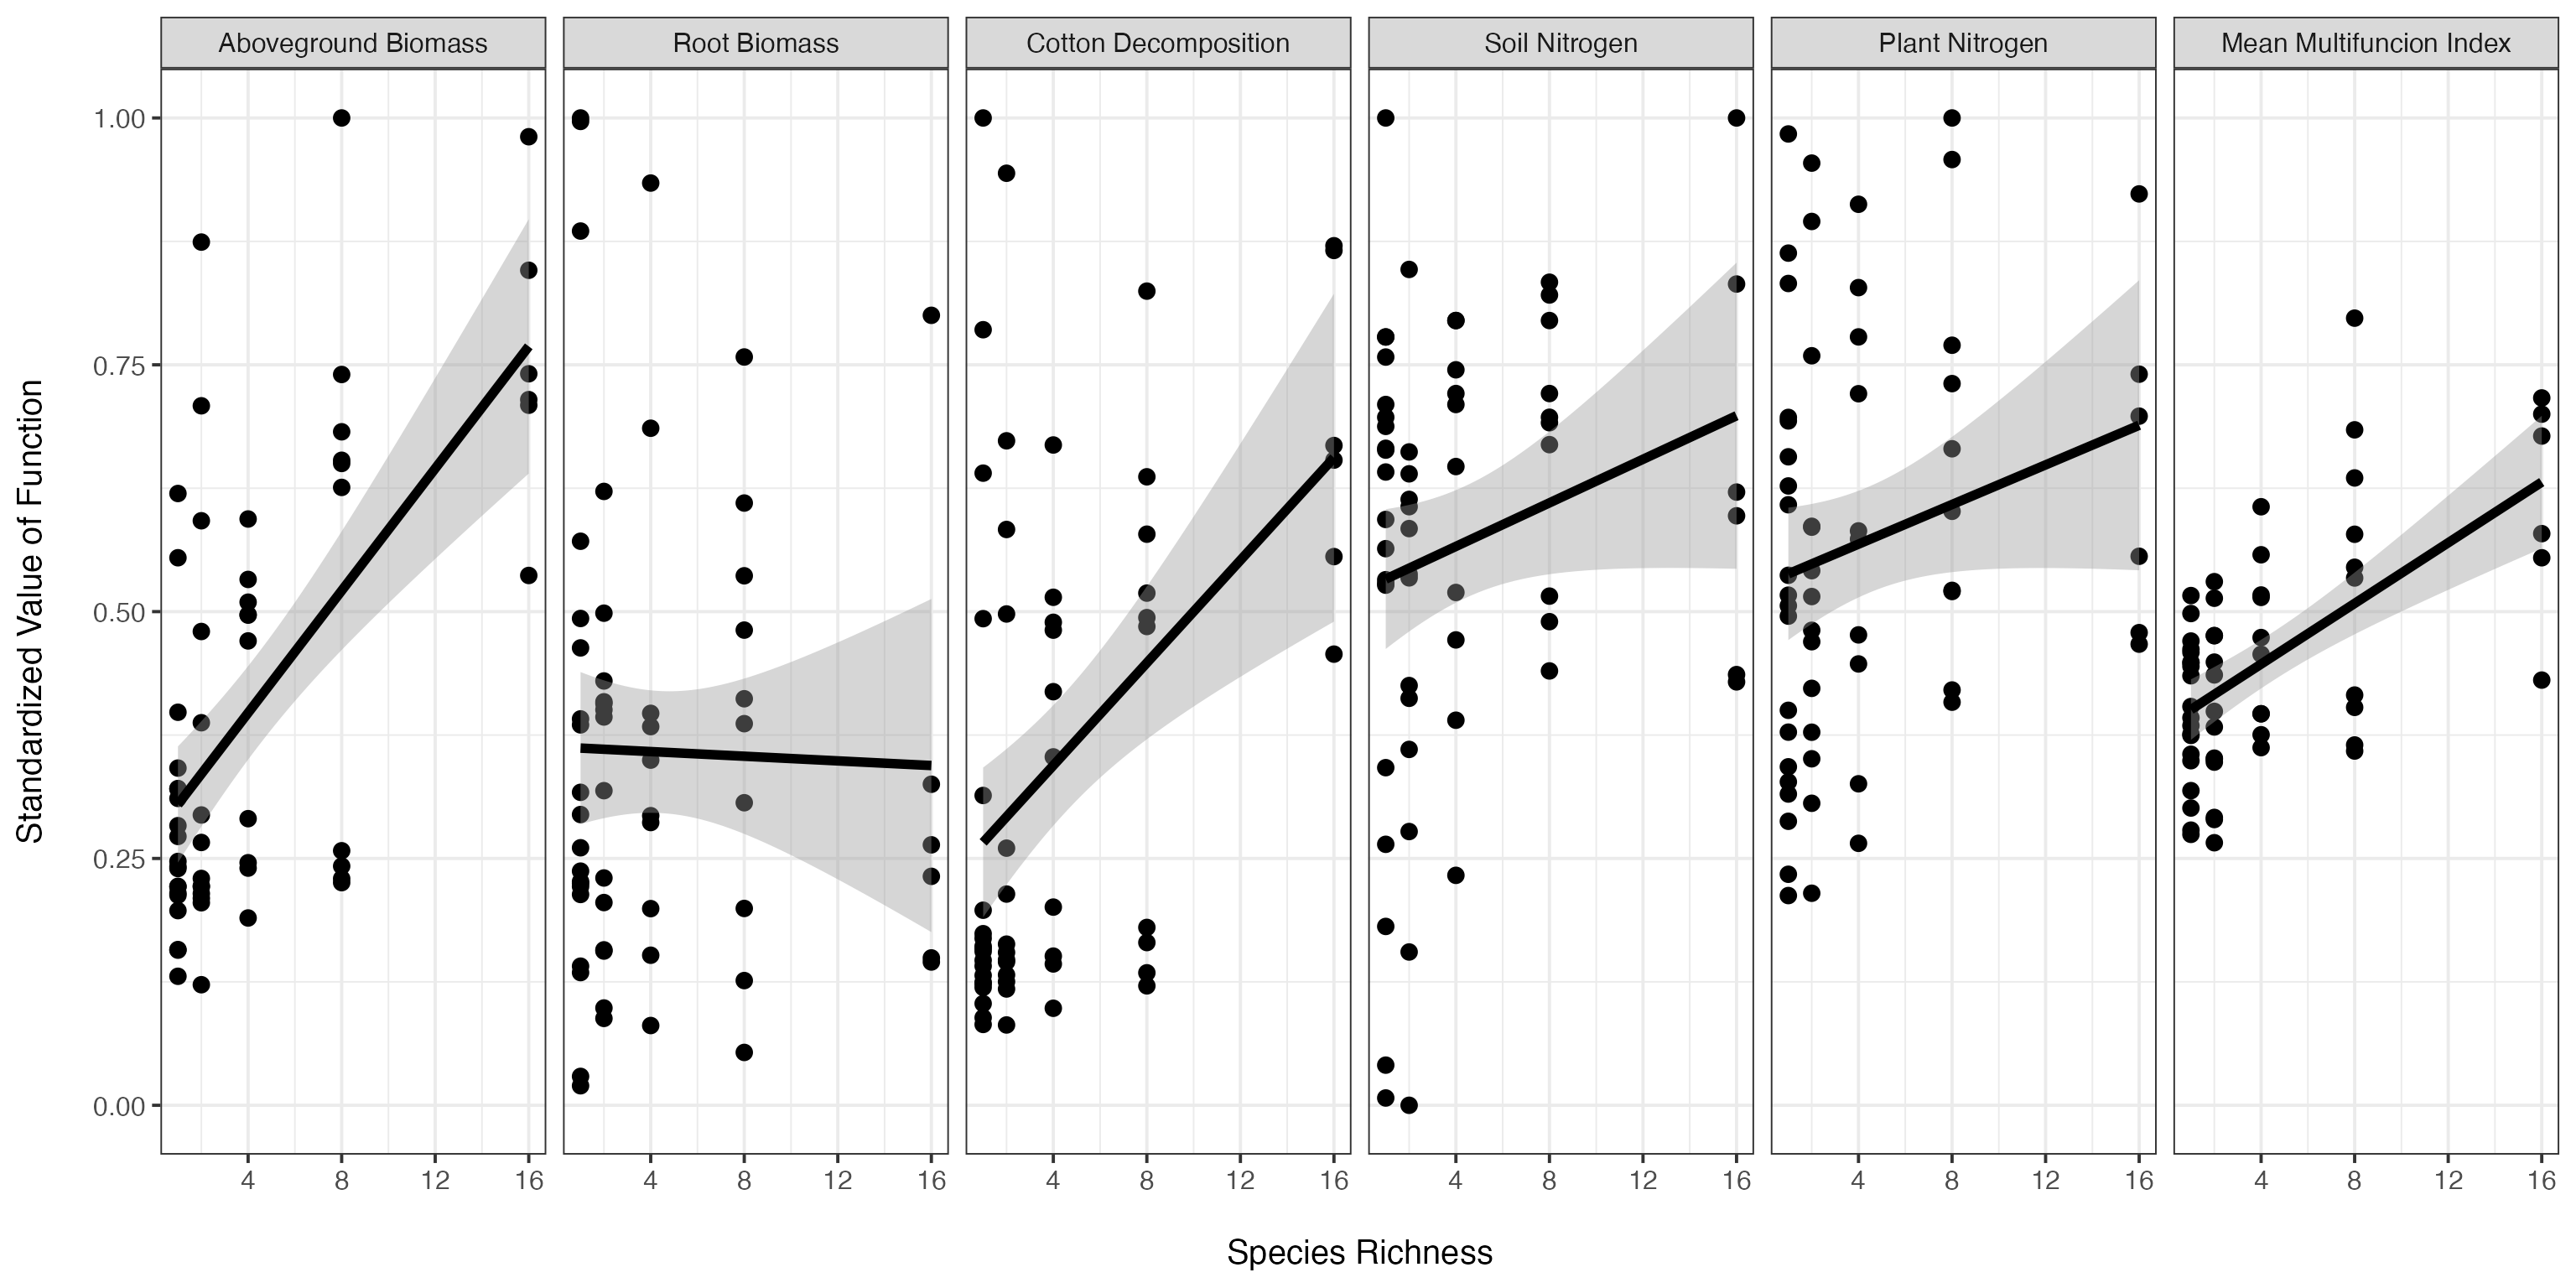 Aboveground Biomass
Root Biomass
Cotton Decomposition
Soil Nitrogen
Plant Nitrogen
Mean Multifuncion Index
Standardized Value of Function
1.00
0.75
0.50
0.25
0.00
4 8 12 16
4 8 12 16
4 8 12 16
4 8 12 16
4 8 12 16
4 8 12 16
Species Richness